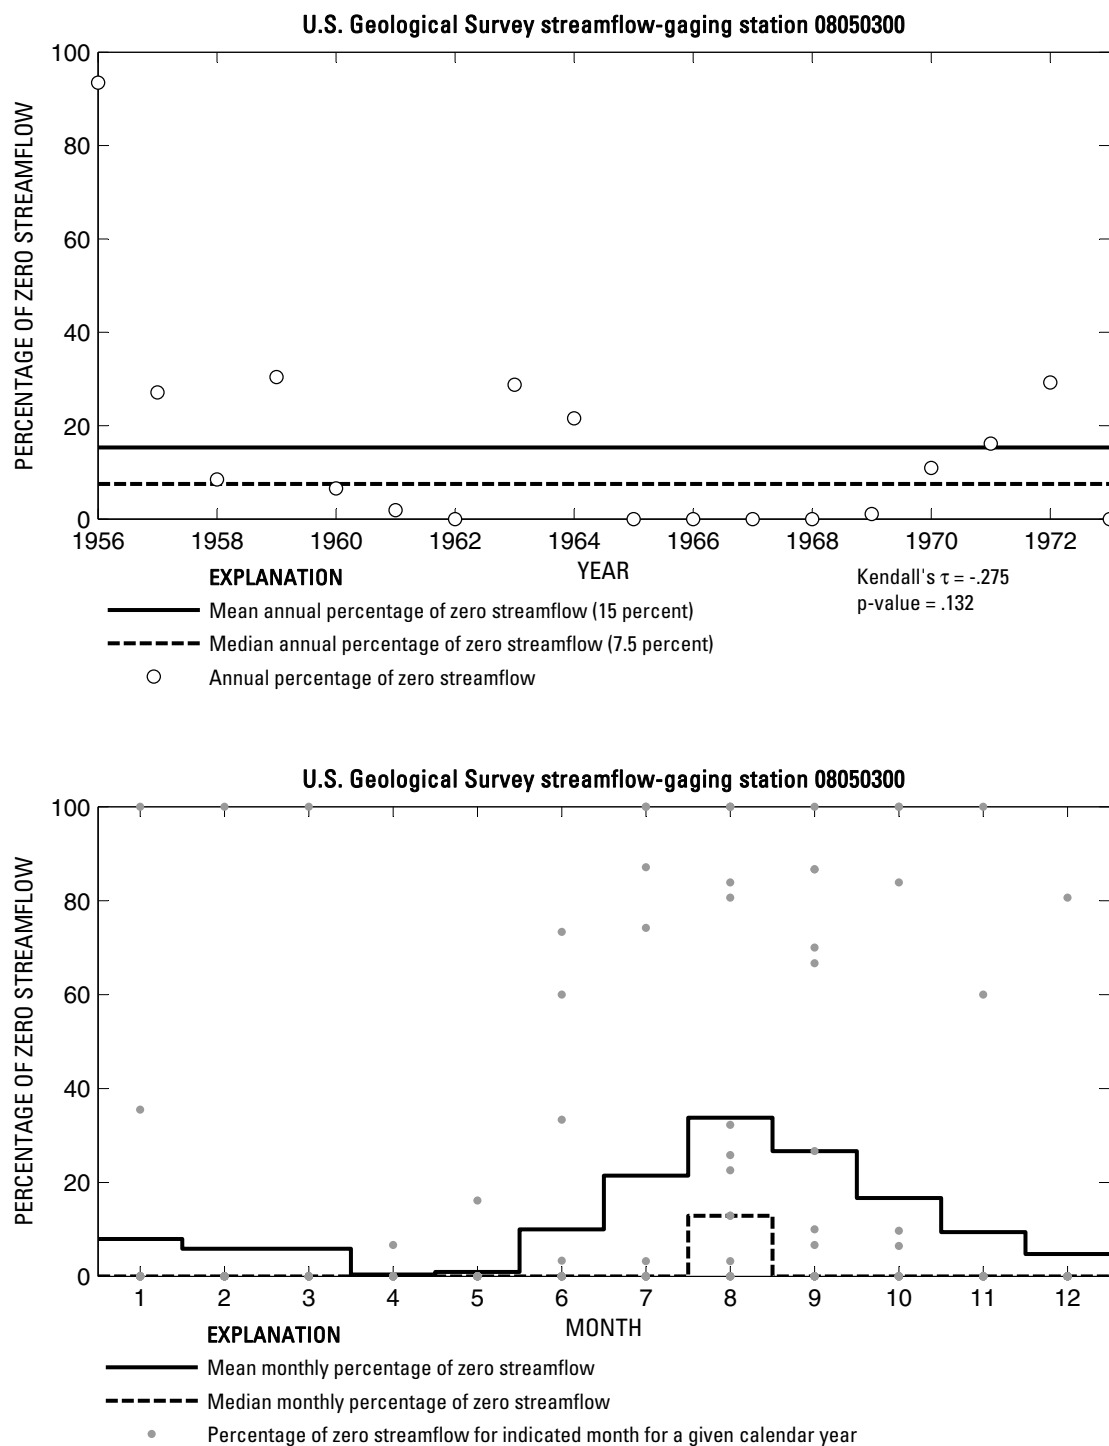 U.S. Geological Survey streamflow-gaging station 08050300
PERCENTAGE OF ZERO STREAMFLOW
100
80
60
40
20
0
1956 1958 1960 1962 1964 1966 1968 1970 1972
YEAR
Kendall's τ = -.275
p-value = .132
EXPLANATION
Mean annual percentage of zero streamflow (15 percent)
Median annual percentage of zero streamflow (7.5 percent)
Annual percentage of zero streamflow
U.S. Geological Survey streamflow-gaging station 08050300
PERCENTAGE OF ZERO STREAMFLOW
100
80
60
40
20
0
1 2 3 4 5 6 7 8 9 10 11 12
MONTH
EXPLANATION
Mean monthly percentage of zero streamflow
Median monthly percentage of zero streamflow
Percentage of zero streamflow for indicated month for a given calendar year